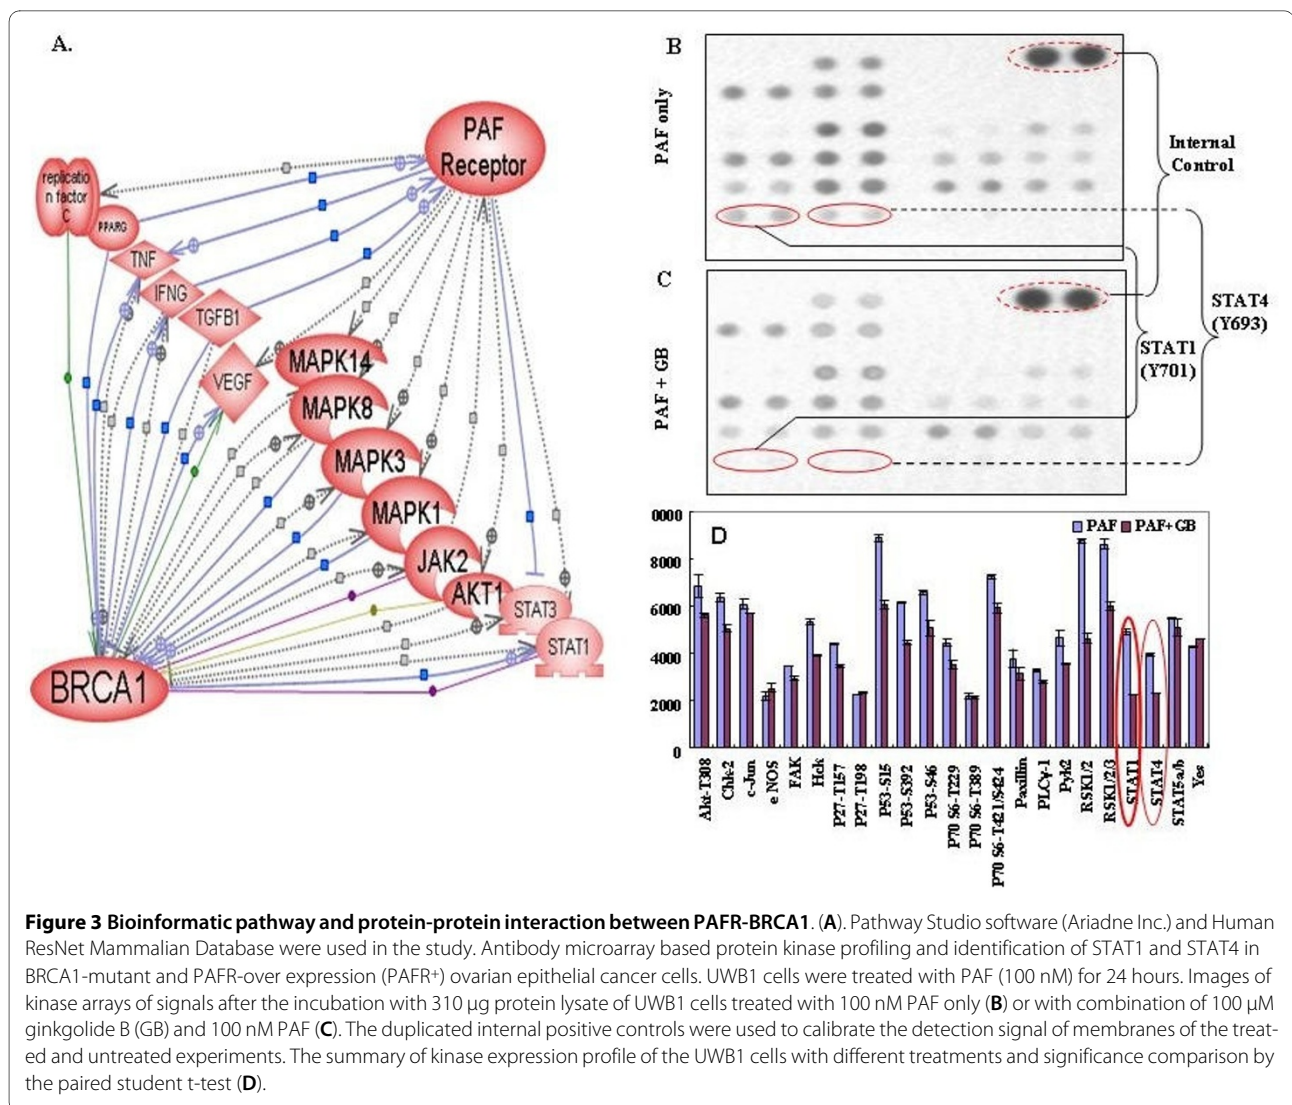 A.
PAF
Receptor
replicatio
n factor
C
PPARG
TNF
IFNG
TGFB1
VEGF
MAPK14
MAPK8
MAPK3
MAPK1
JAK2
AKT1
STAT3
STAT1
BRCA1
B
PAF only
Internal
Control
C
PAF + GB
STAT4
(Y693)
STAT1
(Y701)
D
PAF
PAF+GB
0000
8000
6000
4000
2000
0
Akt-T308
Chk-2
c-Jun
e NOS
FAK
Hck
P27-T157
P27-T198
P53-S15
P53-S392
P53-S46
P70 S6-T229
P70 S6-T389
P70 S6-T421/S424
Paxillin
PLCγ-1
Pyk2
RSK1/2
RSK1/2/3
STAT1
STAT4
STAT5a/b
Yes
Figure 3 Bioinformatic pathway and protein-protein interaction between PAFR-BRCA1. (A). Pathway Studio software (Ariadne Inc.) and Human
ResNet Mammalian Database were used in the study. Antibody microarray based protein kinase profiling and identification of STAT1 and STAT4 in
BRCA1-mutant and PAFR-over expression (PAFR+) ovarian epithelial cancer cells. UWB1 cells were treated with PAF (100 nM) for 24 hours. Images of
kinase arrays of signals after the incubation with 310 μg protein lysate of UWB1 cells treated with 100 nM PAF only (B) or with combination of 100 μM
ginkgolide B (GB) and 100 nM PAF (C). The duplicated internal positive controls were used to calibrate the detection signal of membranes of the treat-
ed and untreated experiments. The summary of kinase expression profile of the UWB1 cells with different treatments and significance comparison by
the paired student t-test (D).